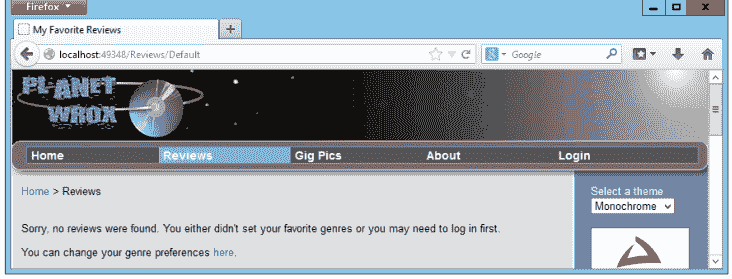 Firefox
My Favorite Reviews
localhost:49348/Reviews/Default
Google
PLANET
WROX
Home Reviews Gig Pics About Login
Home > Reviews
Select a theme
Monochrome
Sorry, no reviews were found. You either didn't set your favorite genres or you may need to log in first.
You can change your genre preferences here.